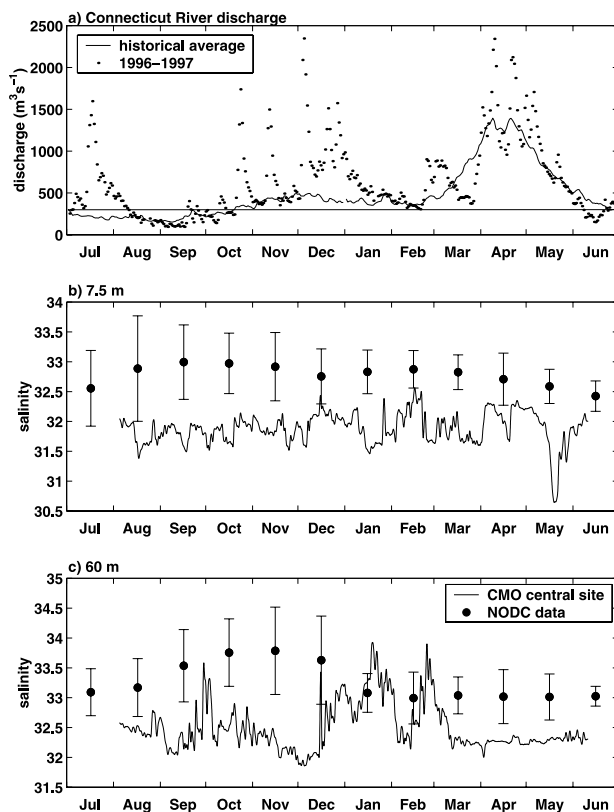 a) Connecticut River discharge
historical average
1996–1997
2500
2000
1500
1000
500
0
discharge (m³s⁻¹)
Jul Aug Sep Oct Nov Dec Jan Feb Mar Apr May Jun
b) 7.5 m
34
33.5
33
32.5
32
31.5
31
30.5
salinity
Jul Aug Sep Oct Nov Dec Jan Feb Mar Apr May Jun
c) 60 m
CMO central site
NODC data
35
34.5
34
33.5
33
32.5
32
31.5
salinity
Jul Aug Sep Oct Nov Dec Jan Feb Mar Apr May Jun